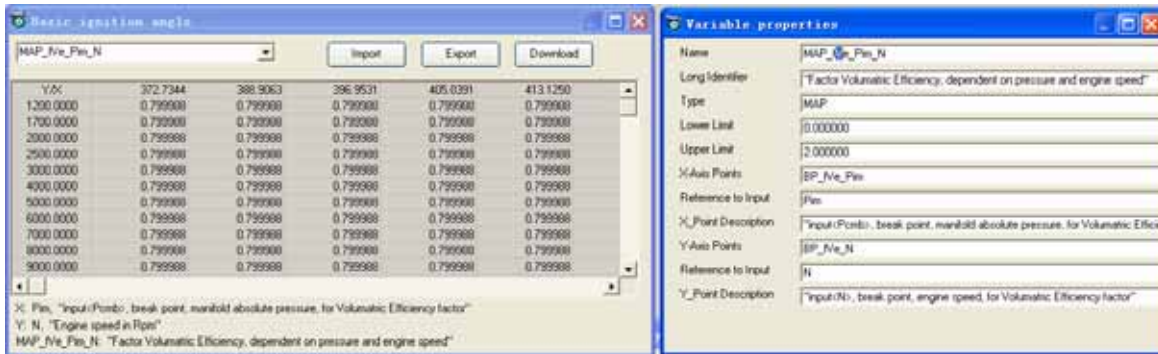 Basic ignition angle
MAP_fVe_Pim_N
Import Export Download
Y/X 372.7344 388.9063 396.9531 405.0391 413.1250
1200.0000 0.799988 0.799988 0.799988 0.799988 0.799988
1700.0000 0.799988 0.799988 0.799988 0.799988 0.799988
2000.0000 0.799988 0.799988 0.799988 0.799988 0.799988
2500.0000 0.799988 0.799988 0.799988 0.799988 0.799988
3000.0000 0.799988 0.799988 0.799988 0.799988 0.799988
4000.0000 0.799988 0.799988 0.799988 0.799988 0.799988
5000.0000 0.799988 0.799988 0.799988 0.799988 0.799988
6000.0000 0.799988 0.799988 0.799988 0.799988 0.799988
7000.0000 0.799988 0.799988 0.799988 0.799988 0.799988
8000.0000 0.799988 0.799988 0.799988 0.799988 0.799988
9000.0000 0.799988 0.799988 0.799988 0.799988 0.799988
X: Pim, "input<Pcmb>, break point, manifold absolute pressure, for Volumatric Efficiency factor"
Y: N, "Engine speed in Rpm"
MAP_fVe_Pim_N: "Factor Volumatric Efficiency, dependent on pressure and engine speed"
Variable properties
Name MAP_fVe_Pim_N
Long Identifier "Factor Volumatric Efficiency, dependent on pressure and engine speed"
Type MAP
Lower Limit 0.000000
Upper Limit 2.000000
X-Axis Points BP_fVe_Pim
Reference to Input Pim
X_Point Description "input<Pcmb>, break point, manifold absolute pressure, for Volumatric Effici
Y-Axis Points BP_fVe_N
Reference to Input N
Y_Point Description "input<N>, break point, engine speed, for Volumatric Efficiency factor"